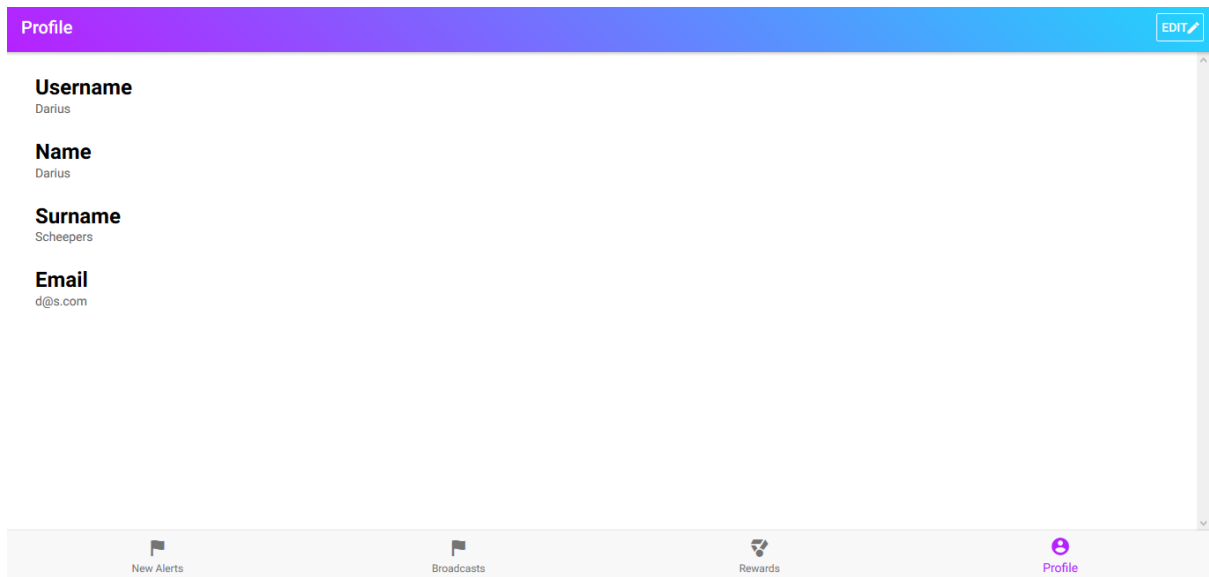 Profile
EDIT
Username
Darius
Name
Darius
Surname
Scheepers
Email
d@s.com
New Alerts
Broadcasts
Rewards
Profile